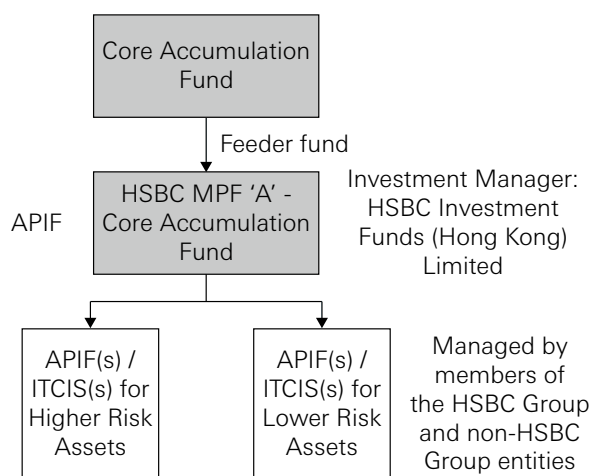 Core Accumulation
Fund
Feeder fund
APIF
HSBC MPF 'A' -
Core Accumulation
Fund
Investment Manager:
HSBC Investment
Funds (Hong Kong)
Limited
APIF(s) /
ITCIS(s) for
Higher Risk
Assets
APIF(s) /
ITCIS(s) for
Lower Risk
Assets
Managed by
members of
the HSBC Group
and non-HSBC
Group entities